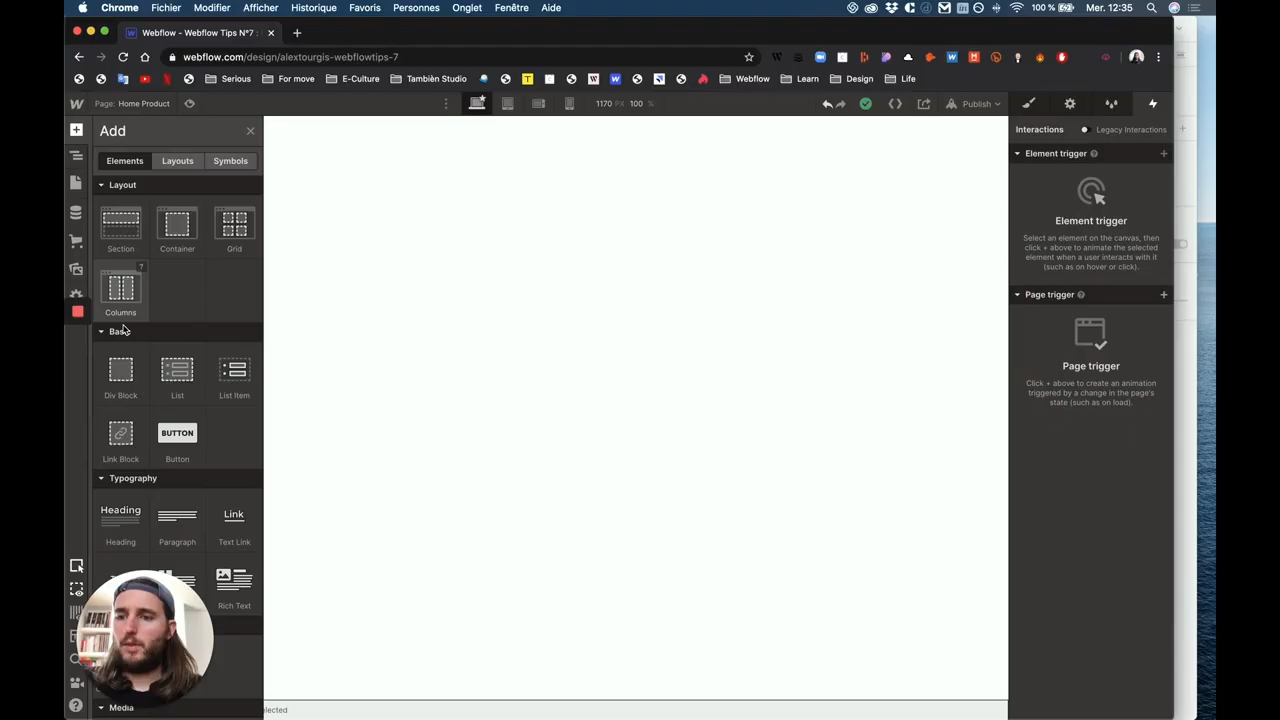 Chrome Fichier Modifier Afficher Historique Favoris Personnes Onglet Fenêtre Aide 100 % Mer. 12:35
Webflow - Webflow Tips N°7 :
webflow.com/design/alextourgis-webflowtips-7
Serious For me E-Culture Flambién Studio Webflow Learn UI Design Life
Page: Home Product 1170 PX 100 % Publish
Add
Interactions Legacy Interactions
Elements Layouts Symbols
Element trigger
Layout
Element trigger
Select an element on the canvas, then
click + above to animate the selected
element when a user interacts with it
(such as on hover or click).
Section Container Grid
Page trigger
Columns
Basic
Page trigger
Click + above to create an animation
triggered by a change in the page's
state (such as on load).
Div Block List List Item
BUTTON
Link Block Button
Typography
Heading Link
Heading Paragraph Text Link
Rich Text
Media
elected